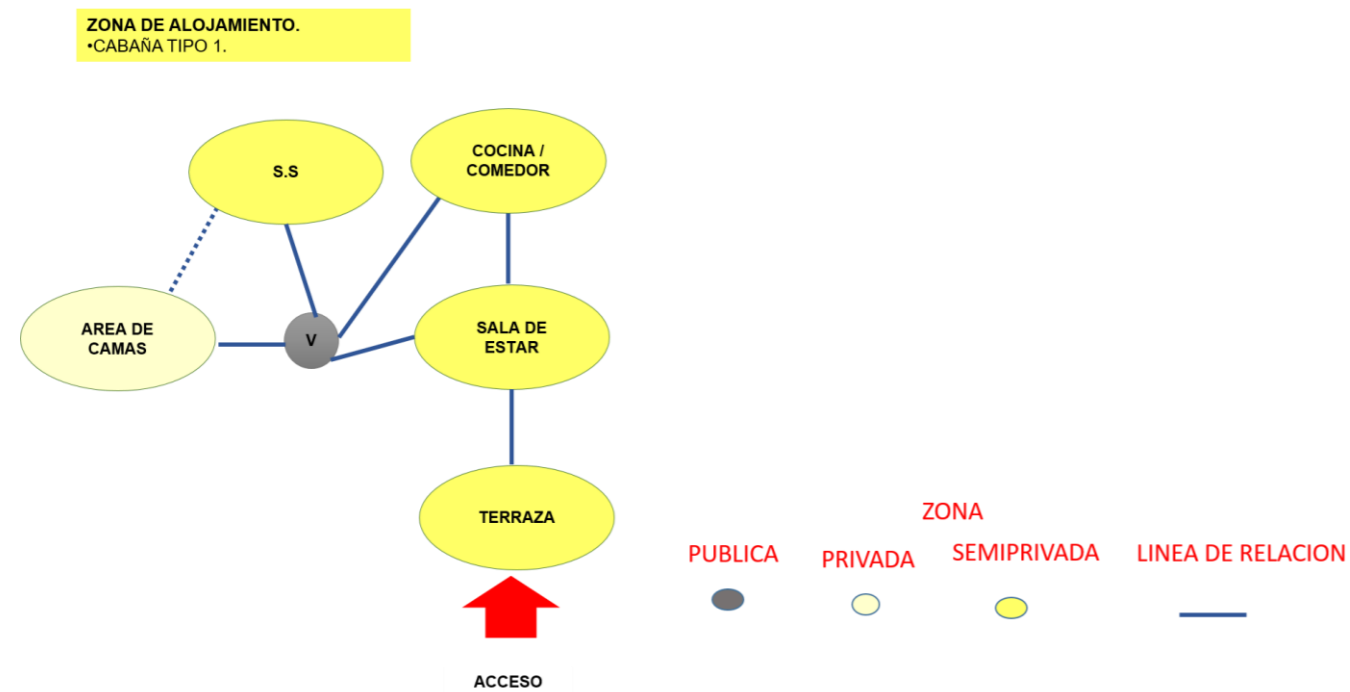 ZONA DE ALOJAMIENTO.
•CABAÑA TIPO 1.
S.S
COCINA /
COMEDOR
AREA DE
CAMAS
V
SALA DE
ESTAR
TERRAZA
ACCESO
ZONA
PUBLICA
PRIVADA
SEMIPRIVADA
LINEA DE RELACION